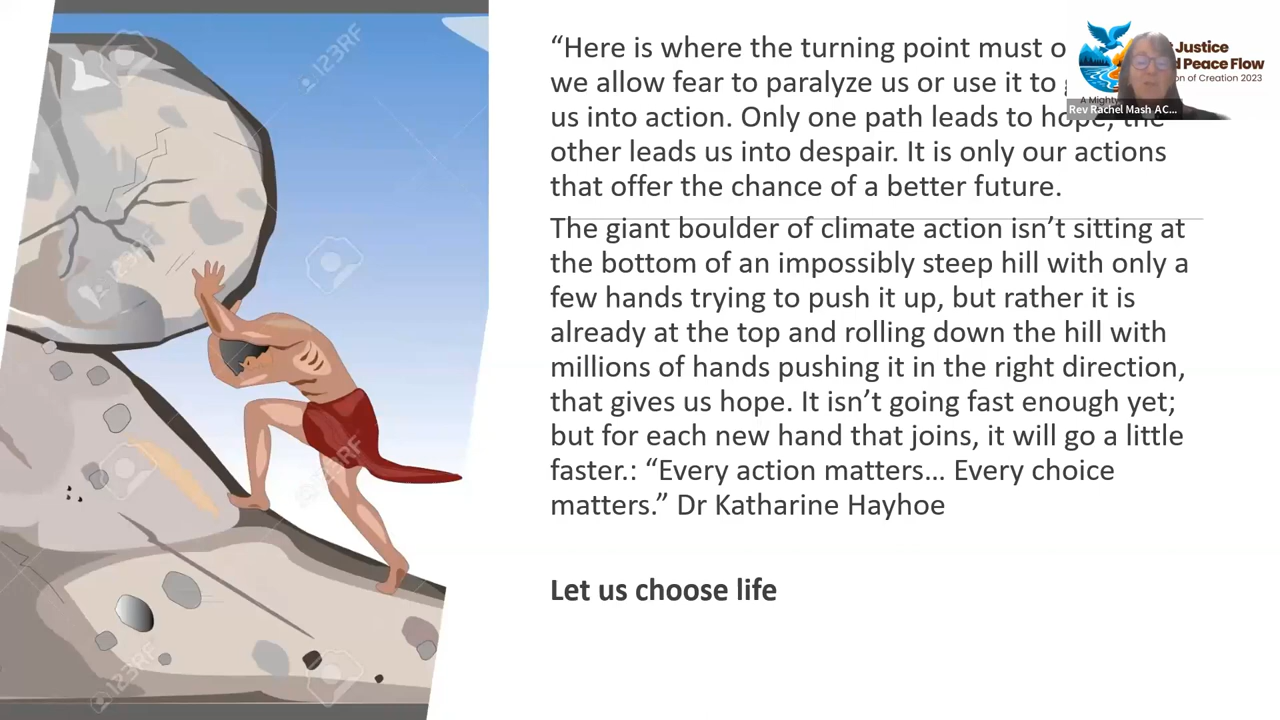 “Here is where the turning point must o
we allow fear to paralyze us or use it to
us into action. Only one path leads to hope, the
other leads us into despair. It is only our actions
that offer the chance of a better future.
The giant boulder of climate action isn’t sitting at
the bottom of an impossibly steep hill with only a
few hands trying to push it up, but rather it is
already at the top and rolling down the hill with
millions of hands pushing it in the right direction,
that gives us hope. It isn’t going fast enough yet;
but for each new hand that joins, it will go a little
faster.: “Every action matters… Every choice
matters.” Dr Katharine Hayhoe
Let us choose life
Justice
Peace Flow
of Creation 2023
A Mighty
Rev Rachel Mash AC...
123RF
123RF
123RF
123RF
123RF